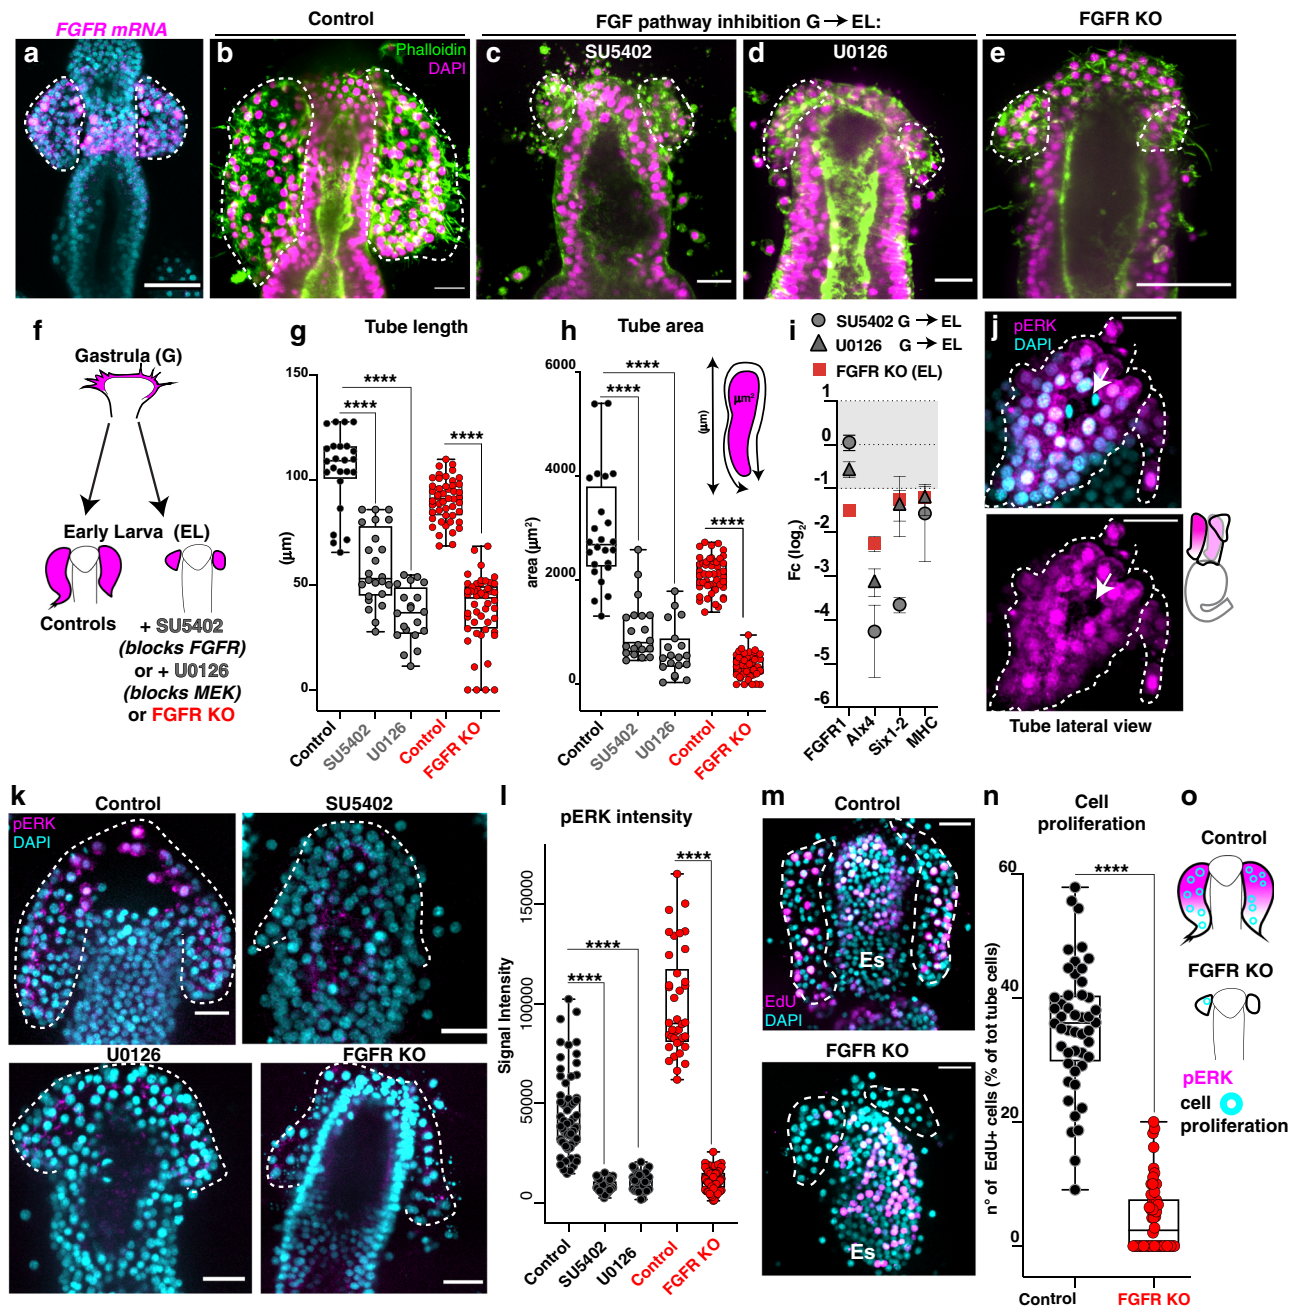 FGFR mRNA
Control
FGF pathway inhibition G → EL:
FGFR KO
a
b
Phalloidin
DAPI
c
SU5402
d
U0126
e
f
Gastrula (G)
Early Larva (EL)
Controls
+ SU5402
(blocks FGFR)
or + U0126
(blocks MEK)
or FGFR KO
g
Tube length
150
100
50
0
(μm)
****
****
****
Control
SU5402
U0126
Control
FGFR KO
h
Tube area
6000
4000
2000
0
area (μm²)
****
****
****
(μm)
μm²
Control
SU5402
U0126
Control
FGFR KO
i
SU5402 G → EL
U0126 G → EL
FGFR KO (EL)
1
0
-1
-2
-3
-4
-5
-6
Fc (log2)
FGFR1
Alx4
Six1-2
MHC
j
pERK
DAPI
Tube lateral view
k
Control
pERK
DAPI
SU5402
U0126
FGFR KO
l
pERK intensity
150000
100000
50000
0
Signal Intensity
****
****
****
Control
SU5402
U0126
Control
FGFR KO
m
Control
Es
EdU
DAPI
FGFR KO
Es
n
Cell
proliferation
60
40
20
0
n° of EdU+ cells (% of tot tube cells)
****
Control
FGFR KO
o
Control
FGFR KO
pERK
cell
proliferation